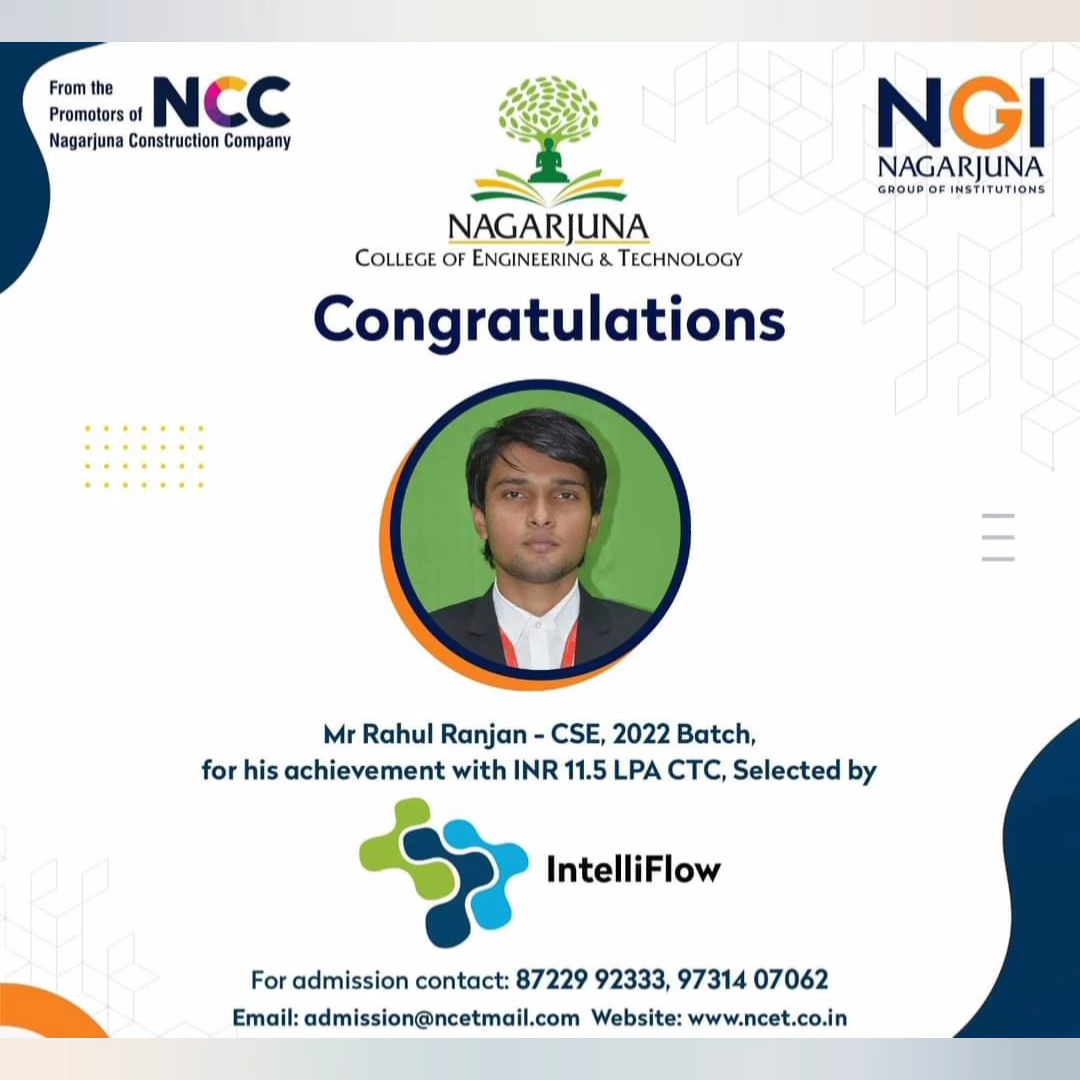 From the
Promotors of NCC
Nagarjuna Construction Company
NGI
NAGARJUNA
GROUP OF INSTITUTIONS
NAGARJUNA
COLLEGE OF ENGINEERING & TECHNOLOGY
Congratulations
Mr Rahul Ranjan - CSE, 2022 Batch,
for his achievement with INR 11.5 LPA CTC, Selected by
IntelliFlow
For admission contact: 87229 92333, 97314 07062
Email: admission@ncetmail.com Website: www.ncet.co.in